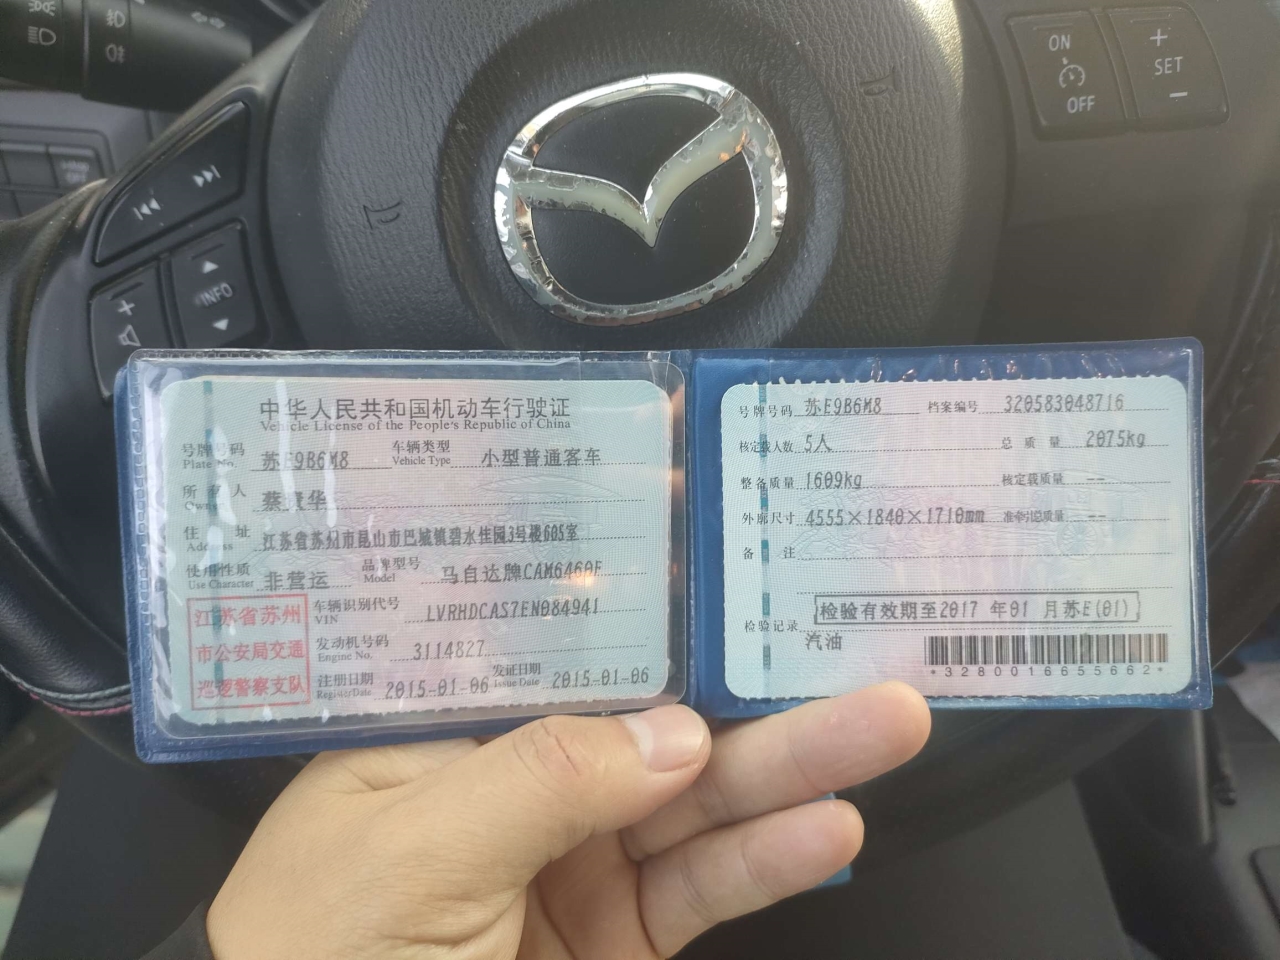 ON
OFF
+
SET
−
+
INFO
中华人民共和国机动车行驶证
Vehicle License of the People's Republic of China
号牌号码 Plate No. 苏E9B6M8 车辆类型 Vehicle Type 小型普通客车
所有人 Owner 蔡 华
住址 Address 江苏省苏州市昆山市巴城镇碧水佳园3号楼605室
使用性质 Use Character 非营运 品牌型号 Model 马自达牌CAM6460F
江苏省苏州
市公安局交通
巡逻警察支队
车辆识别代号 VIN LVRHDCAS7EN084941
发动机号码 Engine No. 3114827
注册日期 Register Date 2015-01-06 发证日期 Issue Date 2015-01-06
号牌号码 苏E9B6M8 档案编号 320583048716
核定载人数 5人 总质量 2075kg
整备质量 1609kg 核定载质量 --
外廓尺寸 4555×1840×1710mm 准牵引总质量 --
备注
检验记录 检验有效期至2017 年01 月苏E(01)
汽油
*3280016655662*